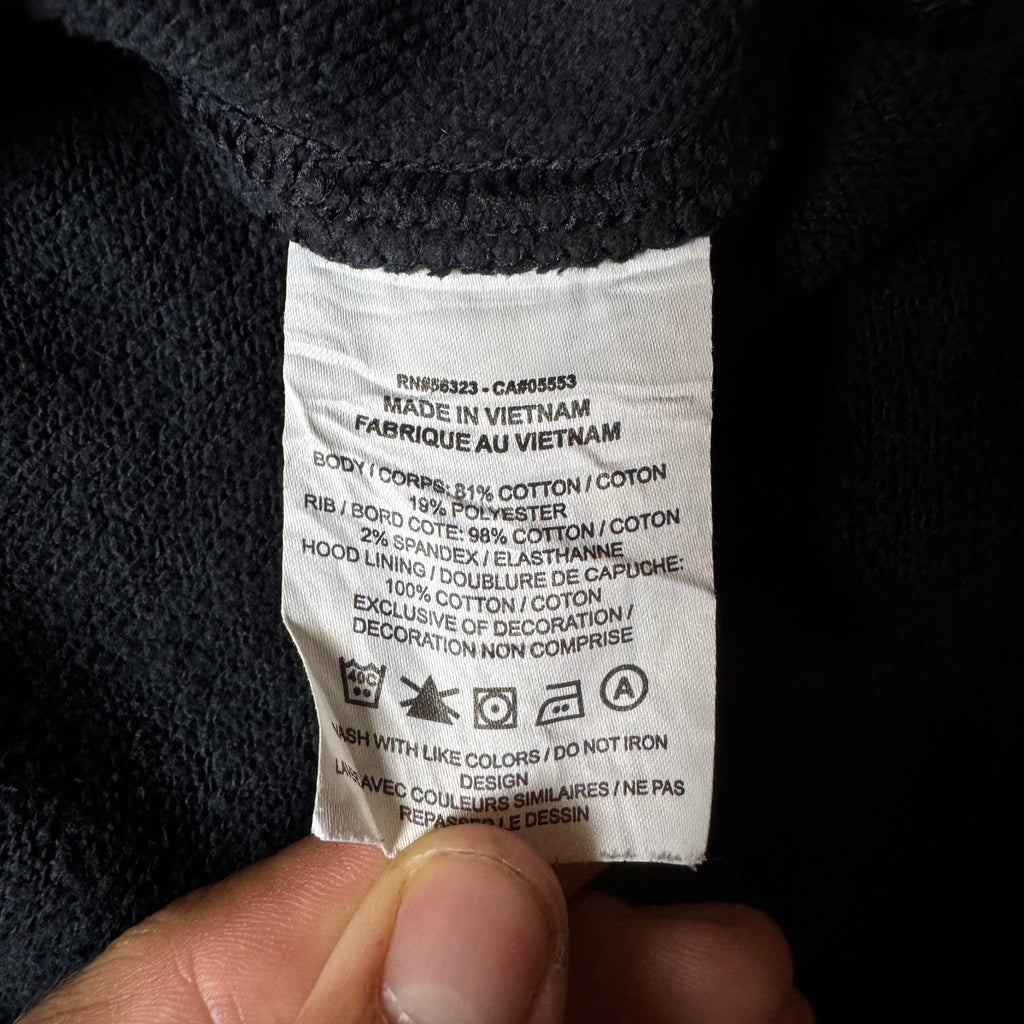 RN#56323 - CA#05553
MADE IN VIETNAM
FABRIQUE AU VIETNAM
BODY / CORPS: 81% COTTON / COTON
19% POLYESTER
RIB / BORD COTE: 98% COTTON / COTON
2% SPANDEX / ELASTHANNE
HOOD LINING / DOUBLURE DE CAPUCHE:
100% COTTON / COTON
EXCLUSIVE OF DECORATION /
DECORATION NON COMPRISE
40C
A
WITH LIKE COLORS / DO NOT IRON
DESIGN
AVEC COULEURS SIMILAIRES / NE PAS
REPASSER LE DESSIN